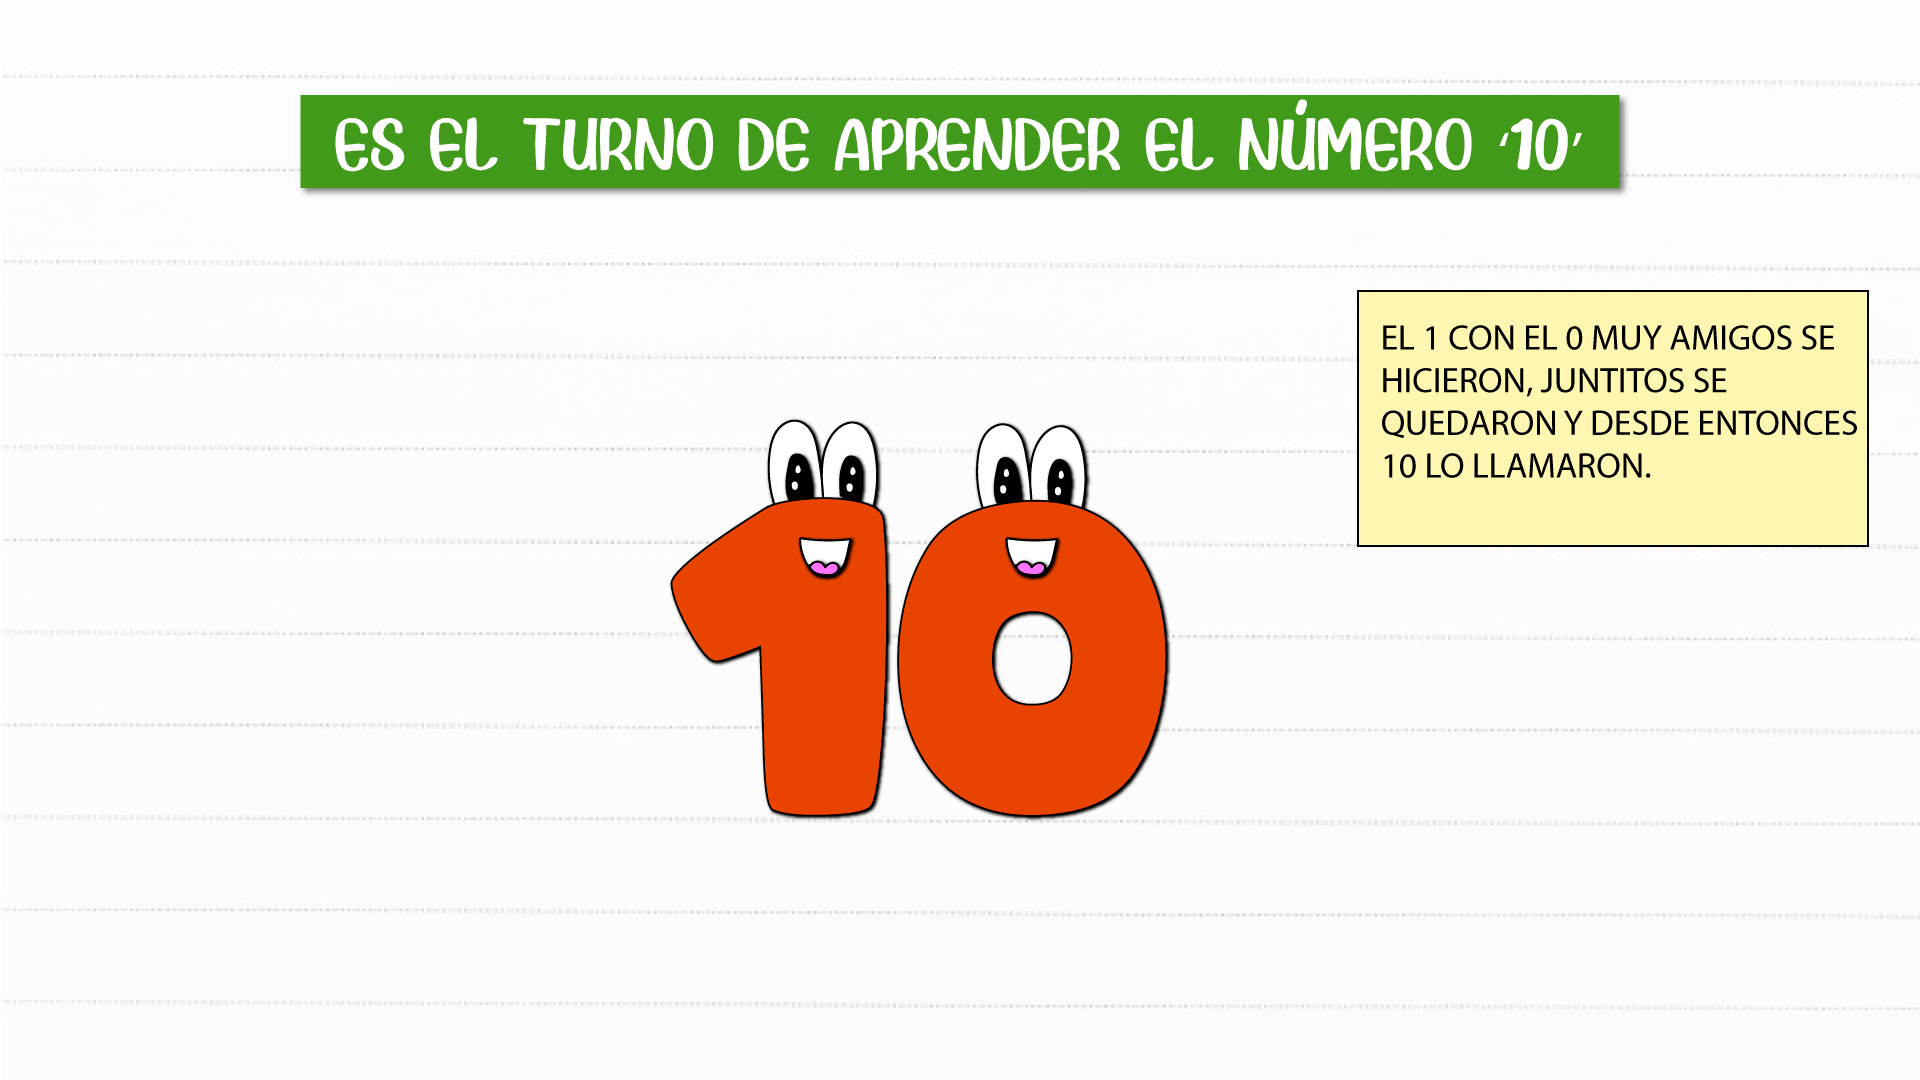 ES EL TURNO DE APRENDER EL NÚMERO ‘10’
EL 1 CON EL 0 MUY AMIGOS SE
HICIERON, JUNTITOS SE
QUEDARON Y DESDE ENTONCES
10 LO LLAMARON.
10